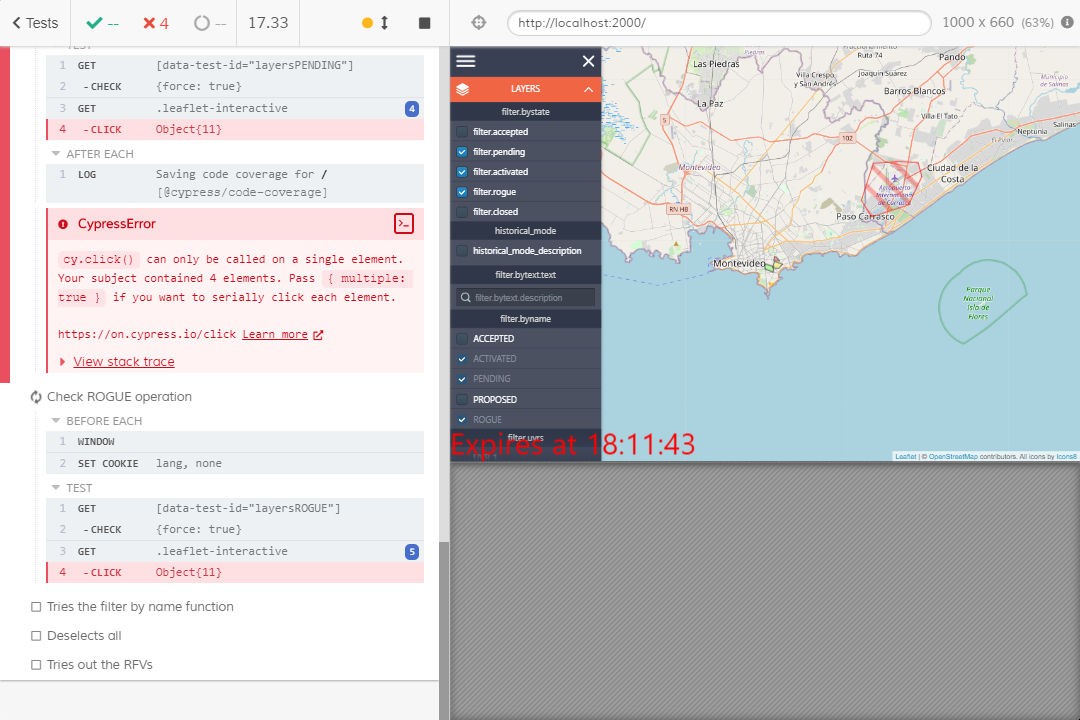 Tests
--
4
--
17.33
http://localhost:2000/
1000 x 660 (63%)
TEST
1 GET [data-test-id="layersPENDING"]
2 -CHECK {force: true}
3 GET .leaflet-interactive 4
4 -CLICK Object{11}
AFTER EACH
1 LOG Saving code coverage for /
[@cypress/code-coverage]
CypressError
cy.click() can only be called on a single element.
Your subject contained 4 elements. Pass { multiple:
true } if you want to serially click each element.
https://on.cypress.io/click Learn more
View stack trace
Check ROGUE operation
BEFORE EACH
1 WINDOW
2 SET COOKIE lang, none
TEST
1 GET [data-test-id="layersROGUE"]
2 -CHECK {force: true}
3 GET .leaflet-interactive 5
4 -CLICK Object{11}
Tries the filter by name function
Deselects all
Tries out the RFVs
LAYERS
filter.bystate
filter.accepted
filter.pending
filter.activated
filter.rogue
filter.closed
historical_mode
historical_mode_description
filter.bytext.text
filter.bytext.description
filter.byname
ACCEPTED
ACTIVATED
PENDING
PROPOSED
ROGUE
filter.uvrs
Expires at 18:11:43
Las Piedras
Ruta 74
Pando
Villa Crespo
y San Andrés
Joaquín Suárez
Municipio
de Salinas
La Paz
Barros Blancos
Villa El Tato
Salinas
Neptunia
5
102
Montevideo
Ciudad de la
Costa
Aeropuerto
Internacional
de Carrasco
RN HB
Paso Carrasco
Montevideo
Parque
Nacional
Isla de
Flores
Leaflet | © OpenStreetMap contributors. All icons by Icons8